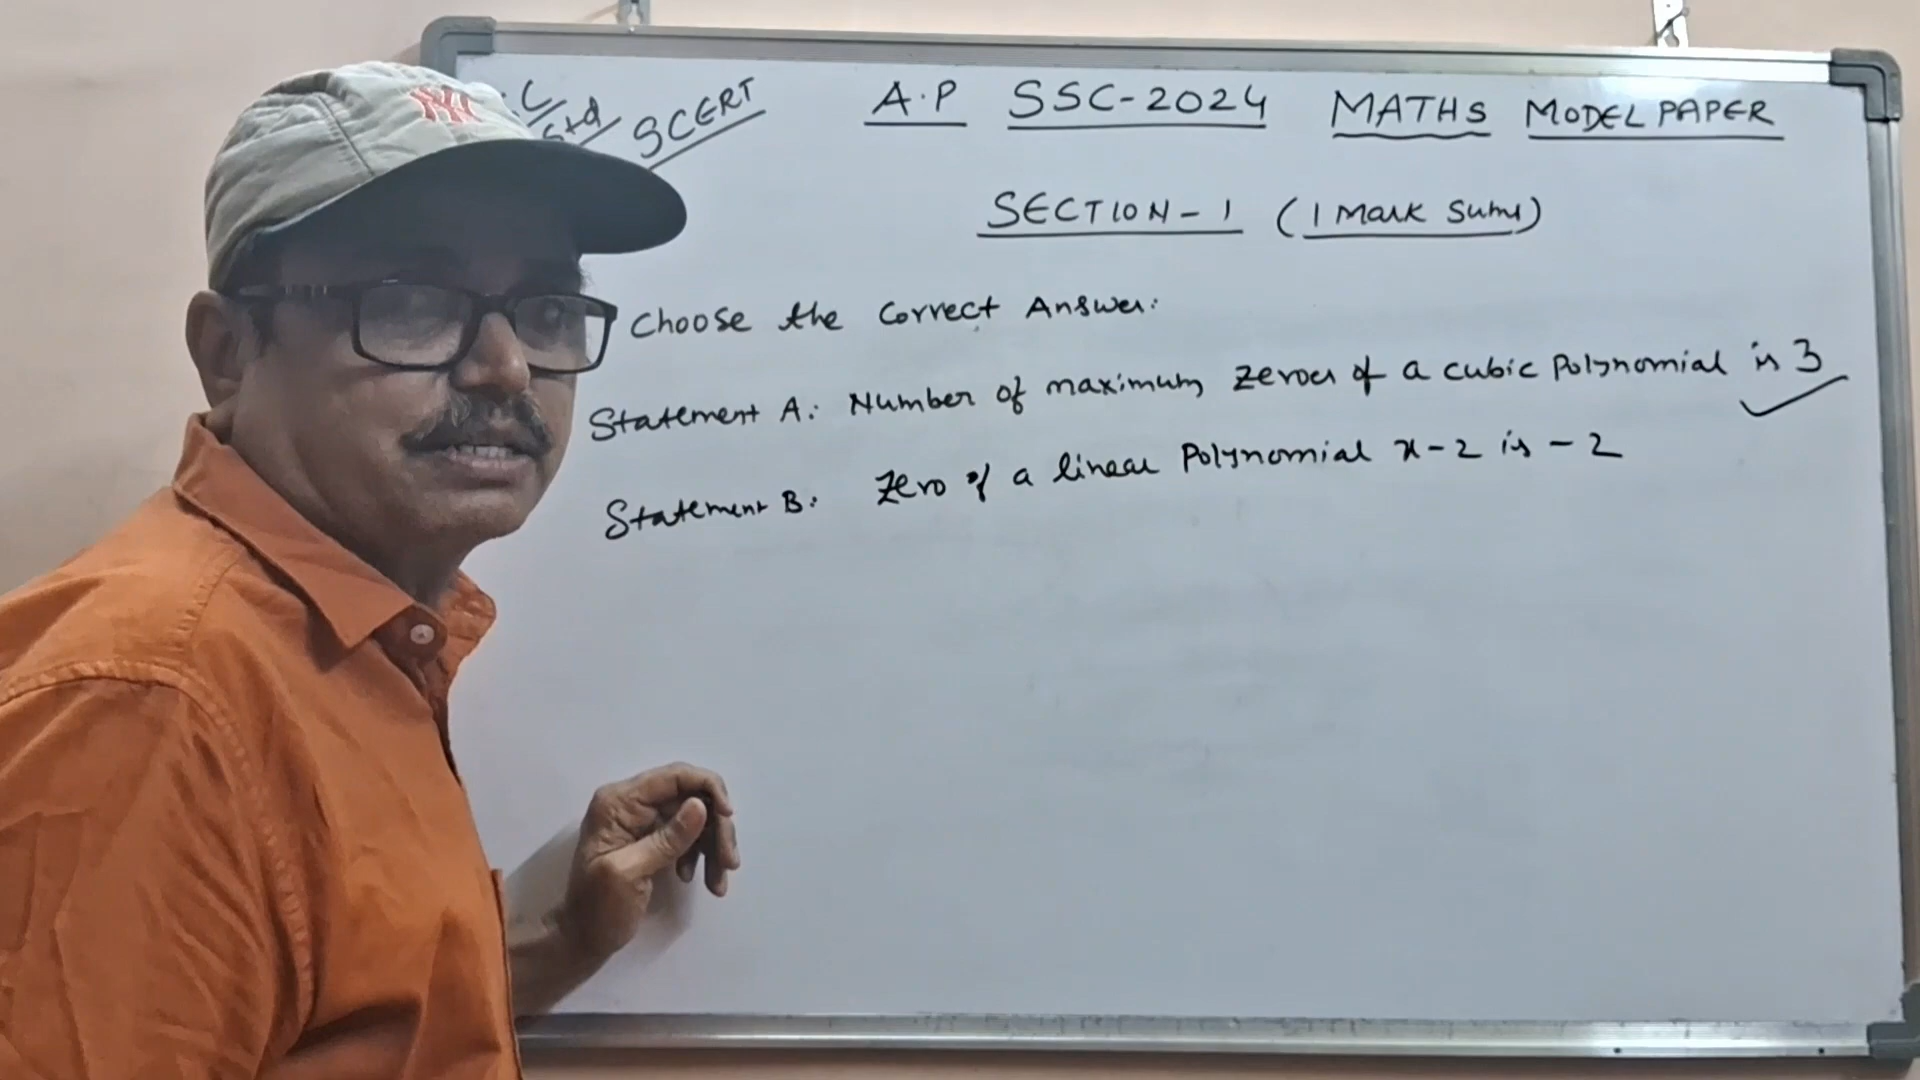 NY
Std
SCERT
A.P SSC-2024 MATHS MODEL PAPER
SECTION-1 (1 Mark Sums)
Choose the Correct Answer:
Statement A: Number of maximum zeroes of a cubic Polynomial is 3
Statement B: Zero of a linear Polynomial x-2 is -2